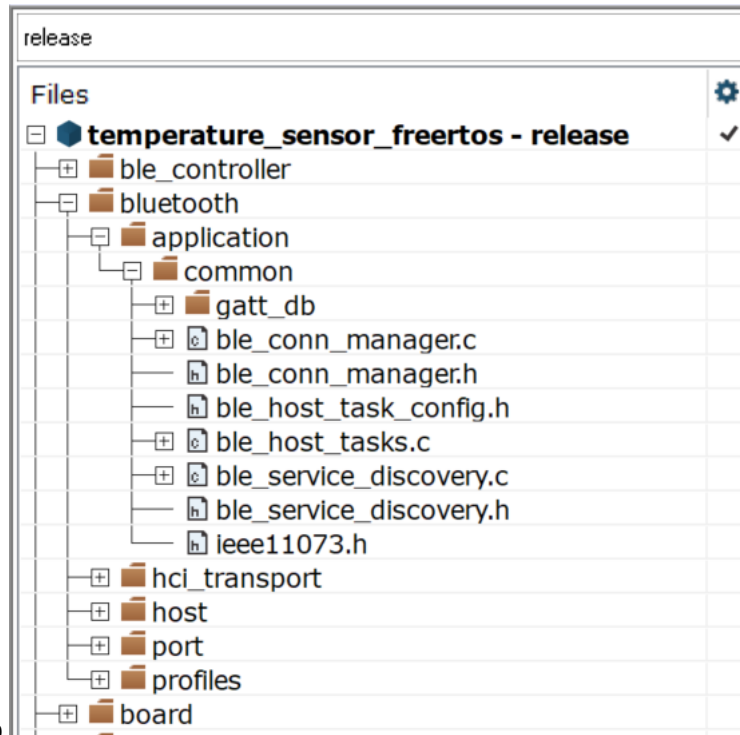 release
Files
temperature_sensor_freertos - release
ble_controller
bluetooth
application
common
gatt_db
ble_conn_manager.c
ble_conn_manager.h
ble_host_task_config.h
ble_host_tasks.c
ble_service_discovery.c
ble_service_discovery.h
ieee11073.h
hci_transport
host
port
profiles
board